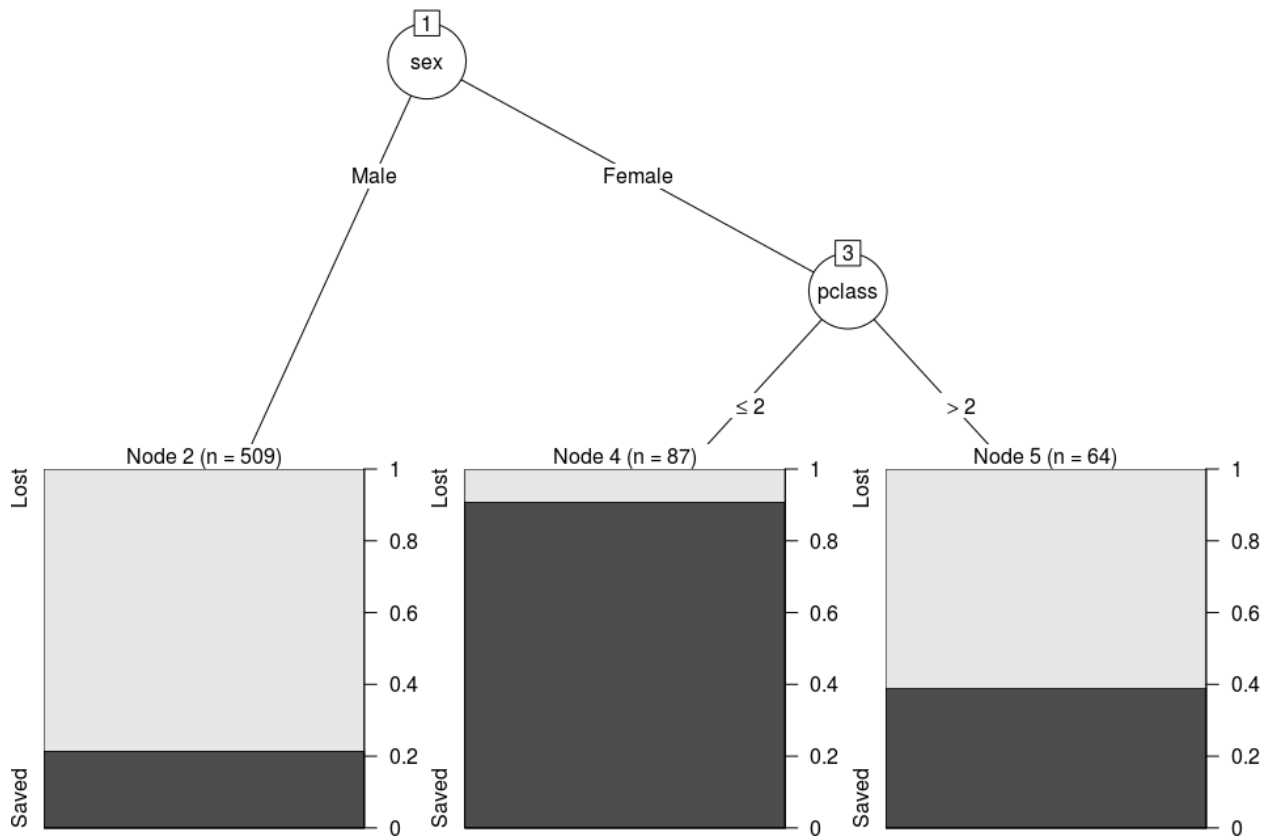 1
sex
Male
Female
3
pclass
≤ 2
> 2
Node 2 (n = 509)
Lost
Saved
1
0.8
0.6
0.4
0.2
0
Node 4 (n = 87)
Lost
Saved
1
0.8
0.6
0.4
0.2
0
Node 5 (n = 64)
Lost
Saved
1
0.8
0.6
0.4
0.2
0